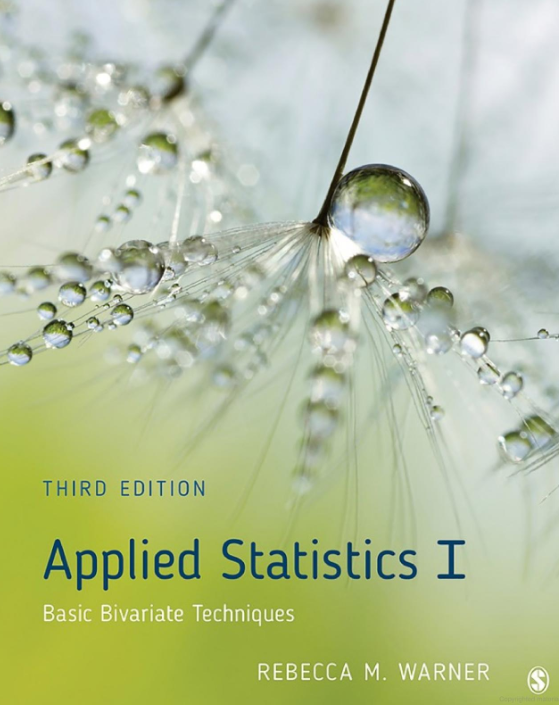 THIRD EDITION
Applied Statistics I
Basic Bivariate Techniques
REBECCA M. WARNER
S